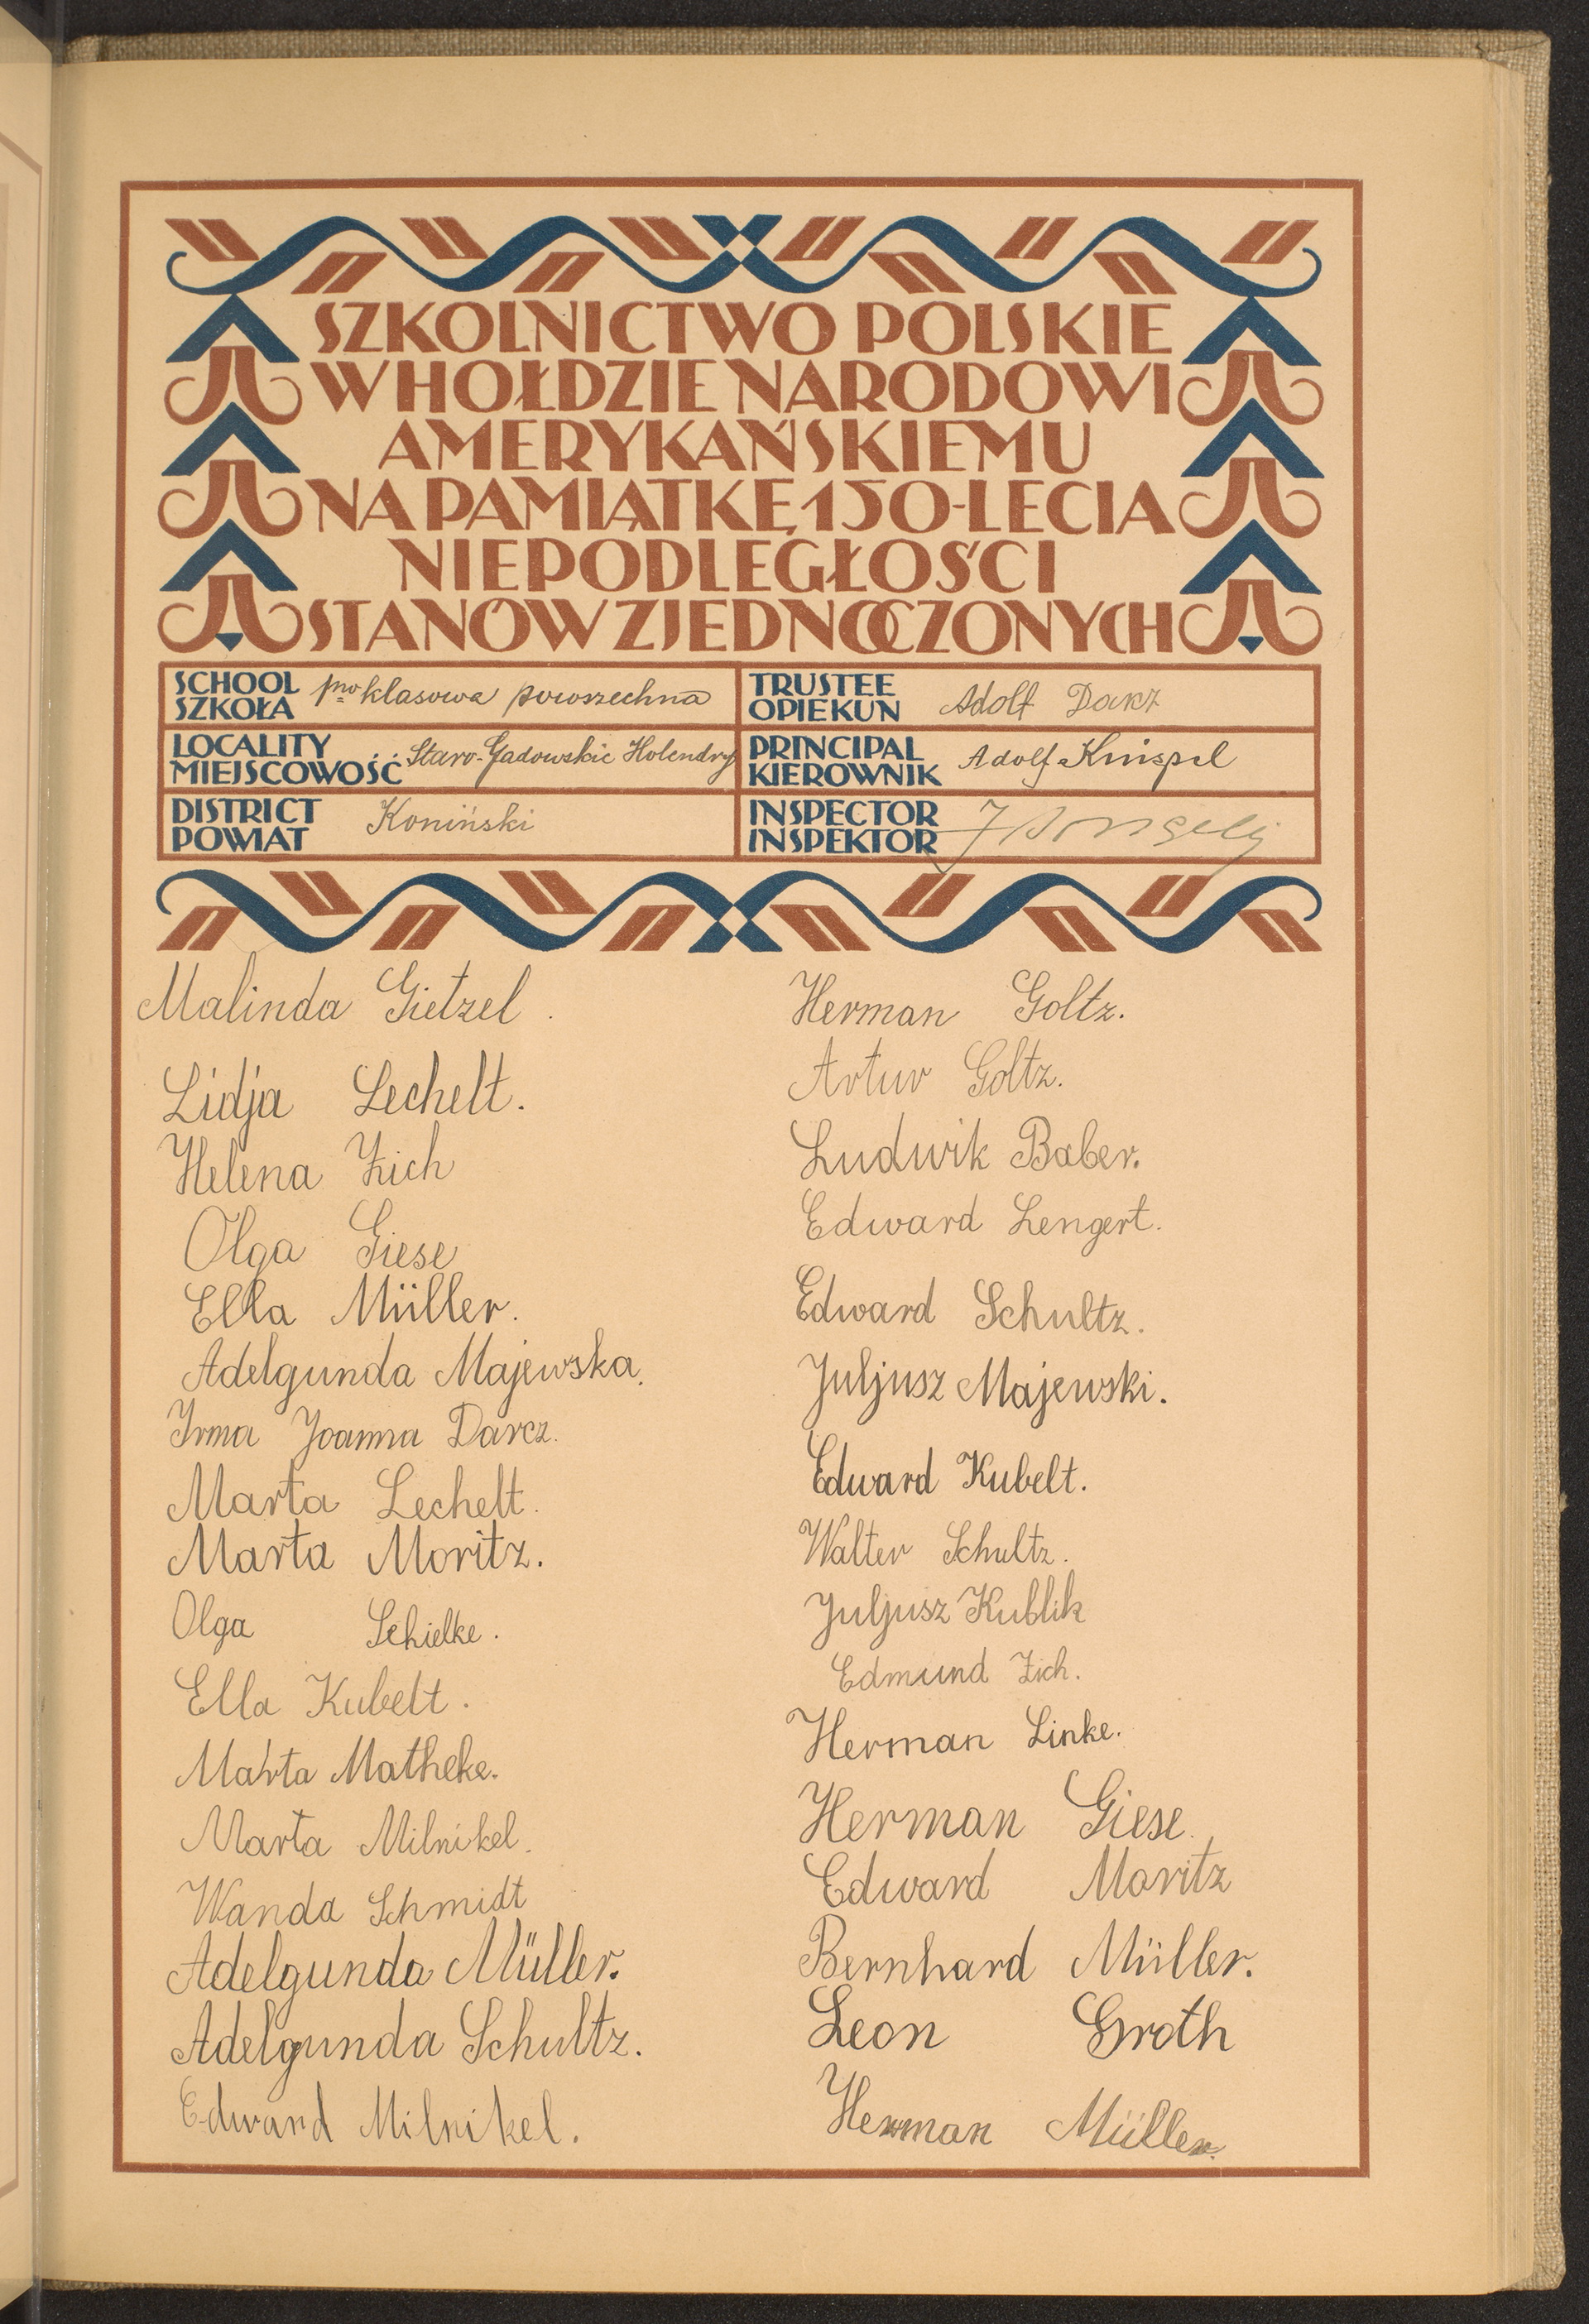 SZKOLNICTWO POLSKIE
W HOŁDZIE NARODOWI
AMERYKAŃSKIEMU
NA PAMIĄTKĘ 150-LECIA
NIEPODLEGŁOŚCI
STANÓW ZJEDNOCZONYCH
SCHOOL
SZKOŁA
klasowa powszechna
TRUSTEE
OPIEKUN
Adolf Darcz
LOCALITY
MIEJSCOWOŚĆ
Staro-Gadowskie Holendry
PRINCIPAL
KIEROWNIK
Adolf Knispel
DISTRICT
POWIAT
Koniński
INSPECTOR
INSPEKTOR
Malinda Gietzel.
Lidja Lechelt.
Helena Zich
Olga Giese
Ella Müller.
Adelgunda Majewska.
Irma Joanna Darcz.
Marta Lechelt.
Marta Moritz.
Olga Schielke.
Ella Kubelt.
Marta Matheke.
Marta Milnikel.
Wanda Schmidt
Adelgunda Müller.
Adelgunda Schultz.
Edward Milnikel.
Herman Goltz.
Artur Goltz.
Ludwik Baber.
Edward Lengert.
Edward Schultz.
Juljusz Majewski.
Edward Kubelt.
Walter Schultz.
Juljusz Kublik
Edmund Zich.
Herman Linke.
Herman Giese.
Edward Moritz
Bernhard Müller.
Leon Groth
Herman Müller.